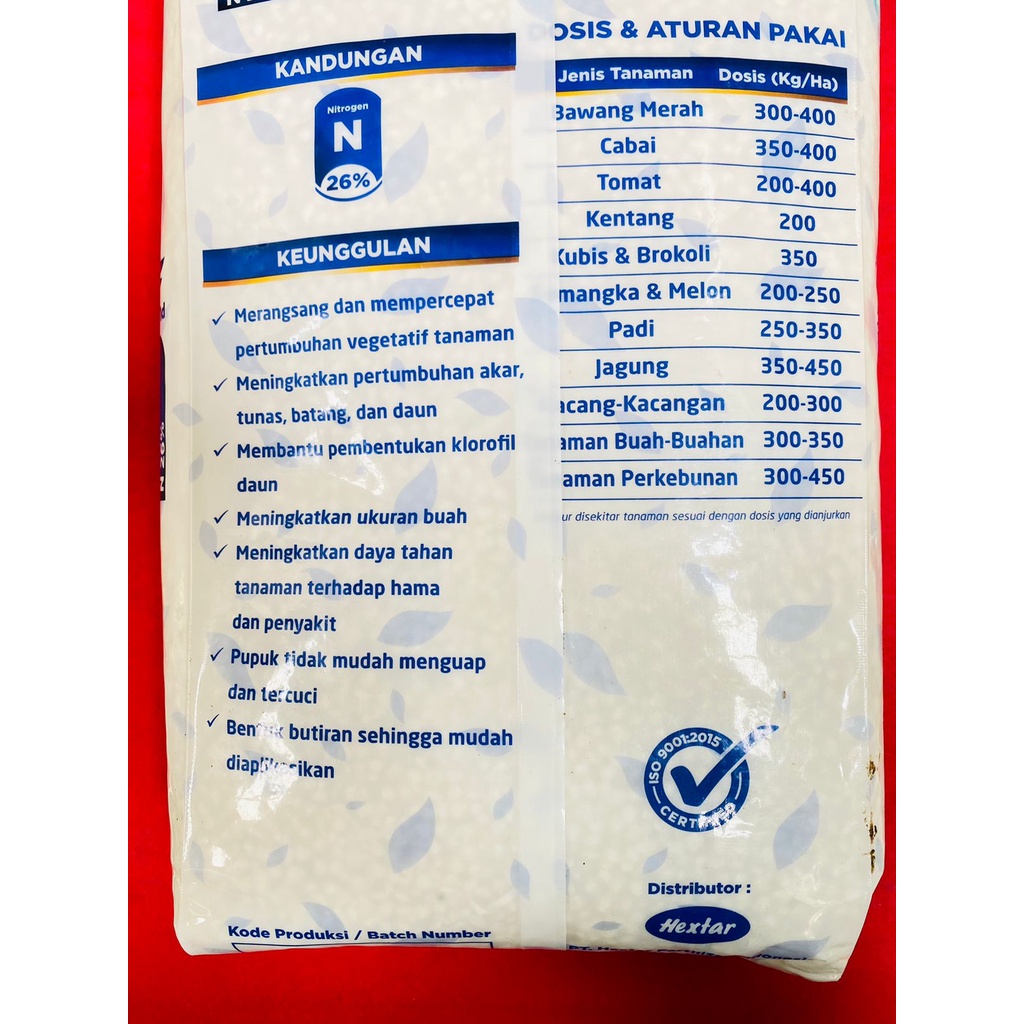 KANDUNGAN
Nitrogen
N
26%
KEUNGGULAN
✓ Merangsang dan mempercepat
pertumbuhan vegetatif tanaman
✓ Meningkatkan pertumbuhan akar,
tunas, batang, dan daun
✓ Membantu pembentukan klorofil
daun
✓ Meningkatkan ukuran buah
✓ Meningkatkan daya tahan
tanaman terhadap hama
dan penyakit
✓ Pupuk tidak mudah menguap
dan tercuci
✓ Bentuk butiran sehingga mudah
diaplikasikan
Kode Produksi / Batch Number
OSIS & ATURAN PAKAI
Jenis Tanaman Dosis (Kg/Ha)
Bawang Merah 300-400
Cabai 350-400
Tomat 200-400
Kentang 200
Kubis & Brokoli 350
mangka & Melon 200-250
Padi 250-350
Jagung 350-450
acang-Kacangan 200-300
aman Buah-Buahan 300-350
aman Perkebunan 300-450
ur disekitar tanaman sesuai dengan dosis yang dianjurkan
ISO 9001:2015
CERTIFIED
Distributor :
Hextar
N 26%